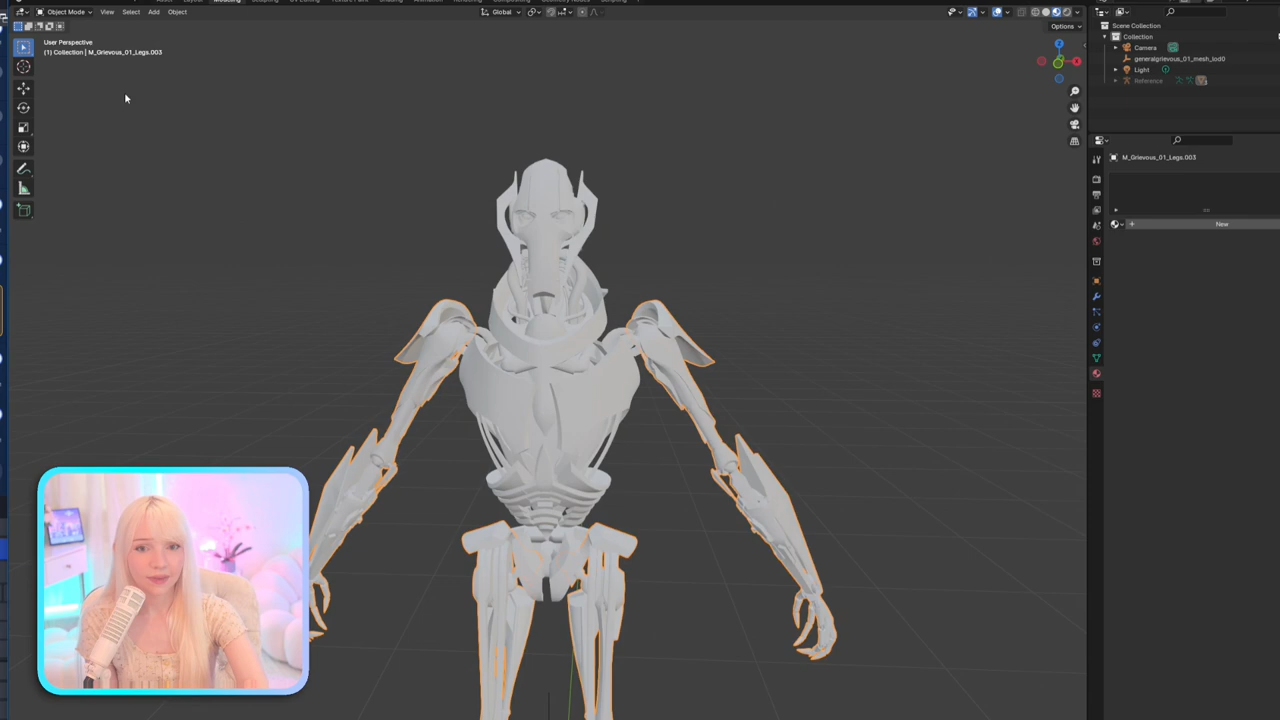 Object Mode
View
Select
Add
Object
Global
Options
User Perspective
(1) Collection | M_Grievous_01_Legs.003
Scene Collection
Collection
Camera
generalgrievous_01_mesh_lod0
Light
Reference
M_Grievous_01_Legs.003
New
X
Z